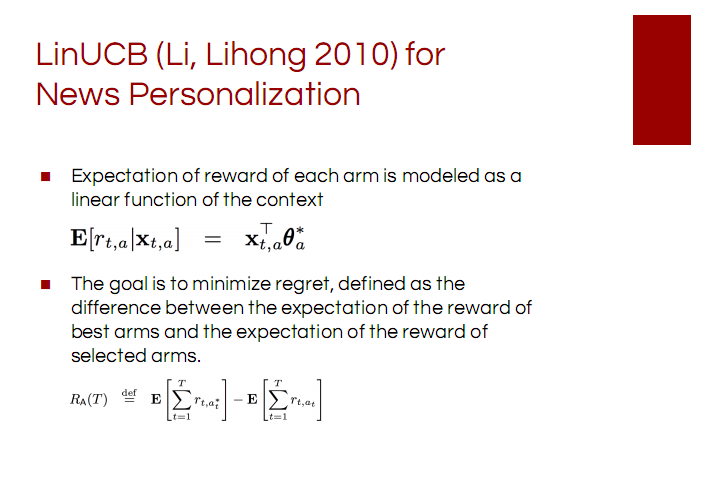 LinUCB (Li, Lihong 2010) for
News Personalization
Expectation of reward of each arm is modeled as a
linear function of the context
$\mathbf{E}[r_{t,a}|\mathbf{x}_{t,a}] = \mathbf{x}_{t,a}^{\top}\boldsymbol{\theta}_a^*$
The goal is to minimize regret, defined as the
difference between the expectation of the reward of
best arms and the expectation of the reward of
selected arms.
$R_{\mathsf{A}}(T) \stackrel{\text{def}}{=} \mathbf{E}\left[\sum_{t=1}^{T} r_{t,a_t^*}\right] - \mathbf{E}\left[\sum_{t=1}^{T} r_{t,a_t}\right]$